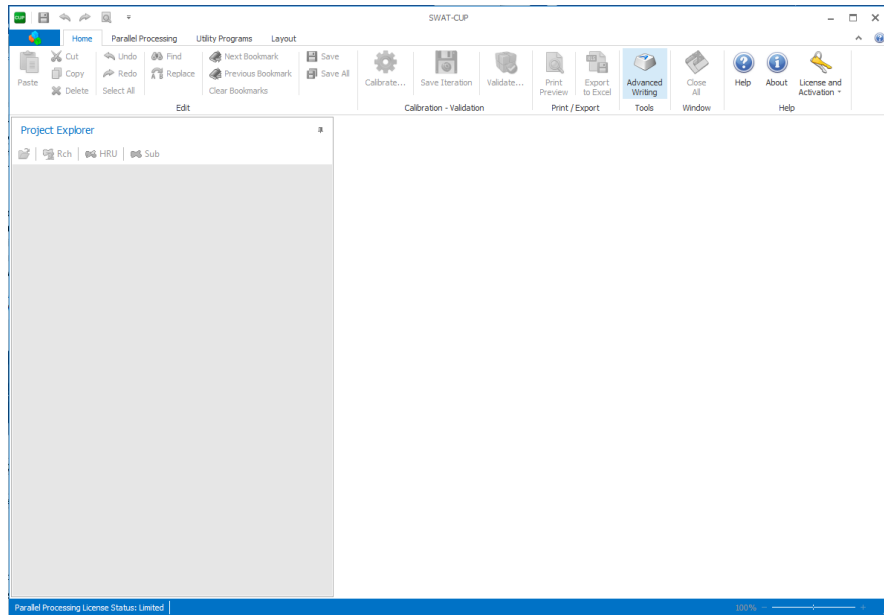 CUP
SWAT-CUP
Home Parallel Processing Utility Programs Layout
Paste
Cut
Copy
Delete
Undo
Redo
Select All
Find
Replace
Next Bookmark
Previous Bookmark
Clear Bookmarks
Save
Save All
Calibrate...
Save Iteration
Validate...
Print
Preview
Export
to Excel
Advanced
Writing
Close
All
Help
About
License and
Activation
Edit
Calibration - Validation
Print / Export
Tools
Window
Help
Project Explorer
Rch HRU Sub
Parallel Processing License Status: Limited
100%